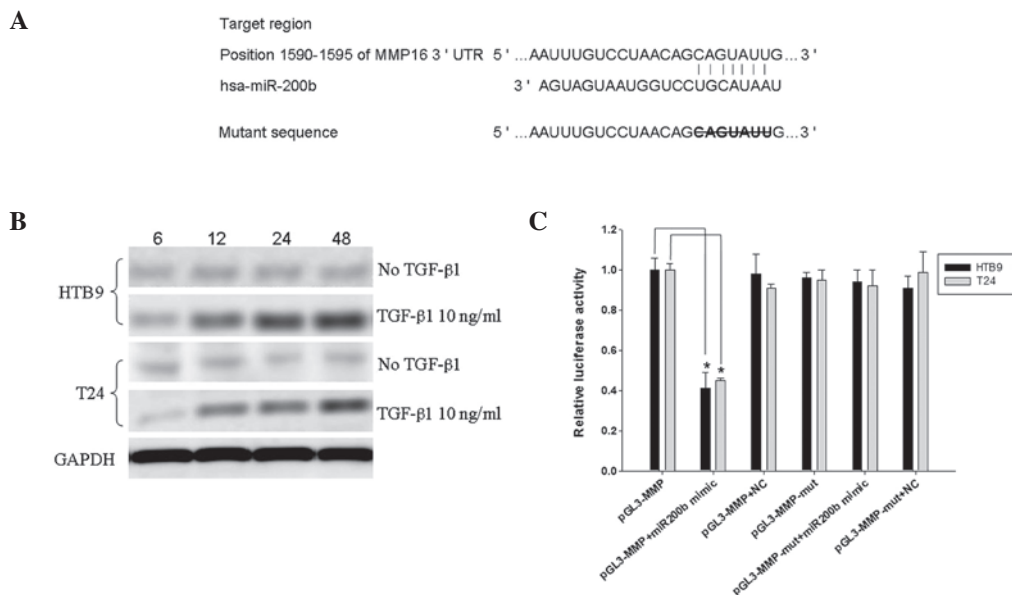 A
Target region
Position 1590-1595 of MMP16 3 ' UTR 5 ' ...AAUUUGUCCUAACAGCAGUAUUG... 3 '
hsa-miR-200b 3 ' AGUAGUAAUGGUCCUGCAUAAU
Mutant sequence 5 ' ...AAUUUGUCCUAACAGCAGUAUUG... 3 '
B
6 12 24 48
HTB9
No TGF-β1
TGF-β1 10 ng/ml
T24
No TGF-β1
TGF-β1 10 ng/ml
GAPDH
C
Relative luciferase activity
1.2
1.0
0.8
0.6
0.4
0.2
0.0
* *
HTB9
T24
pGL3-MMP
pGL3-MMP+miR200b mimic
pGL3-MMP+NC
pGL3-MMP-mut
pGL3-MMP-mut+miR200b mimic
pGL3-MMP-mut+NC